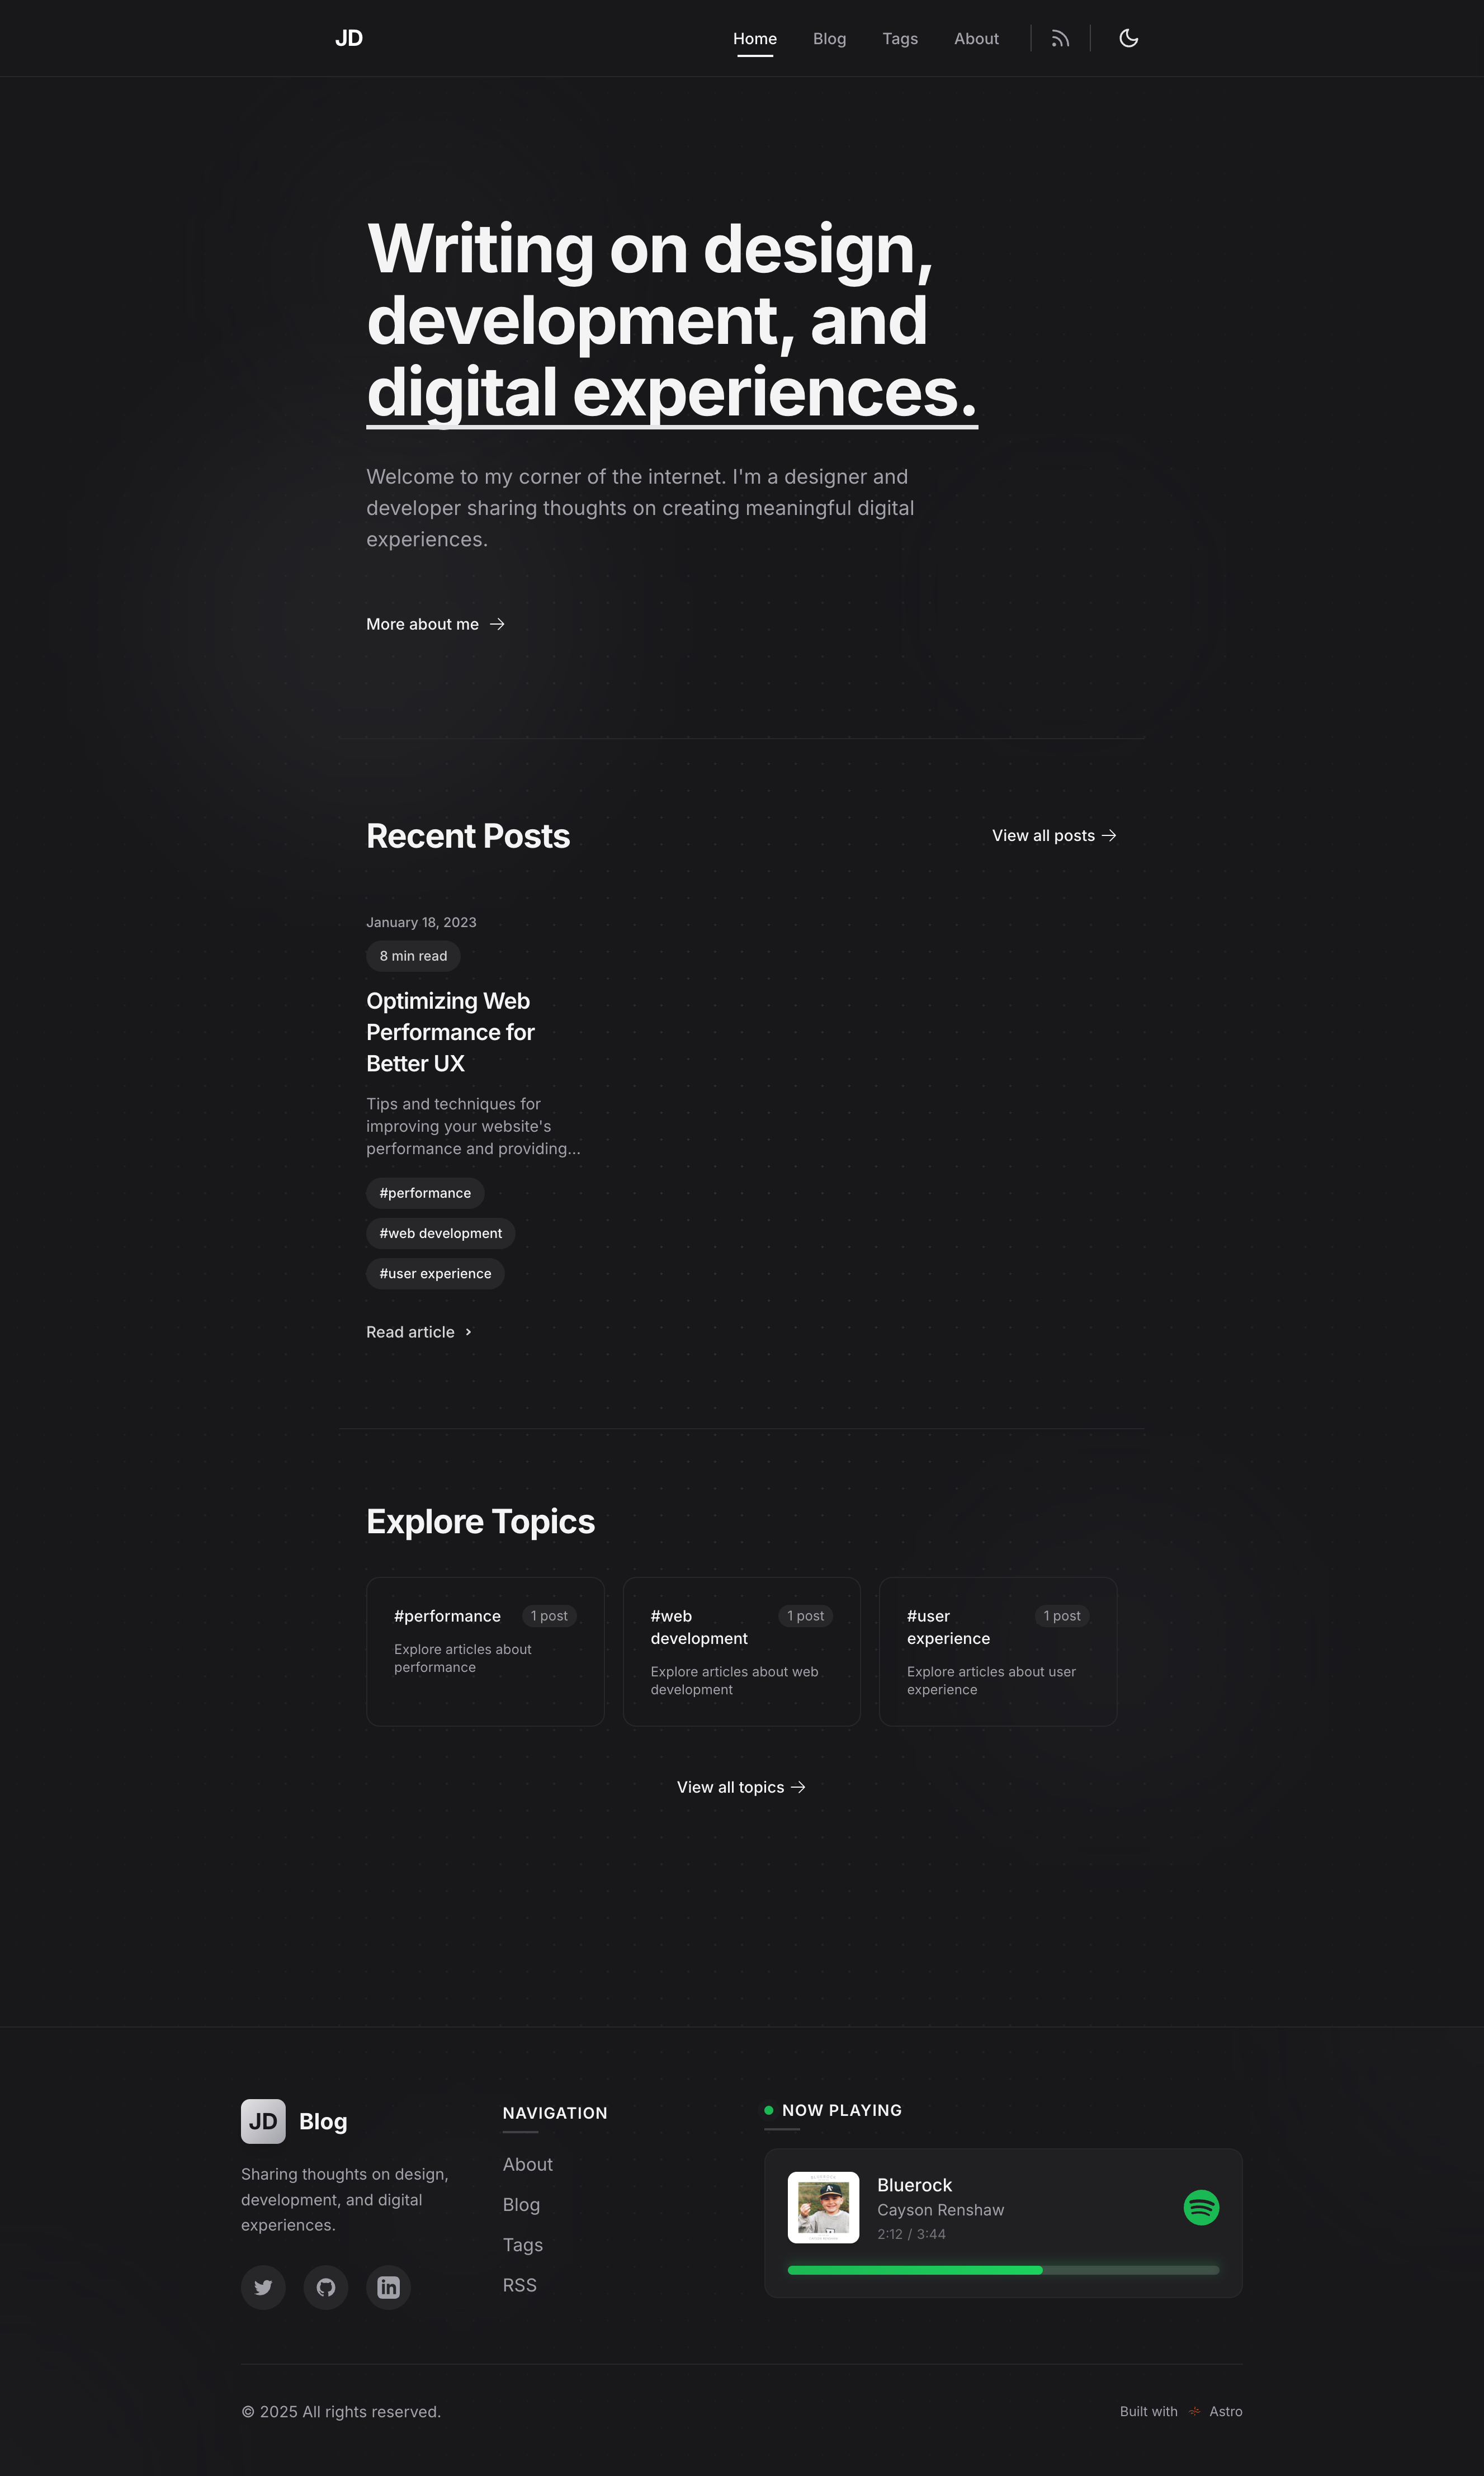 JD
Home Blog Tags About
Writing on design,
development, and
digital experiences.
Welcome to my corner of the internet. I'm a designer and
developer sharing thoughts on creating meaningful digital
experiences.
More about me →
Recent Posts
View all posts →
January 18, 2023
8 min read
Optimizing Web
Performance for
Better UX
Tips and techniques for
improving your website's
performance and providing...
#performance
#web development
#user experience
Read article ›
Explore Topics
#performance 1 post
Explore articles about
performance
#web
development
1 post
Explore articles about web
development
#user
experience
1 post
Explore articles about user
experience
View all topics →
JD Blog
Sharing thoughts on design,
development, and digital
experiences.
in
NAVIGATION
About
Blog
Tags
RSS
NOW PLAYING
Bluerock
Cayson Renshaw
2:12 / 3:44
© 2025 All rights reserved.
Built with Astro